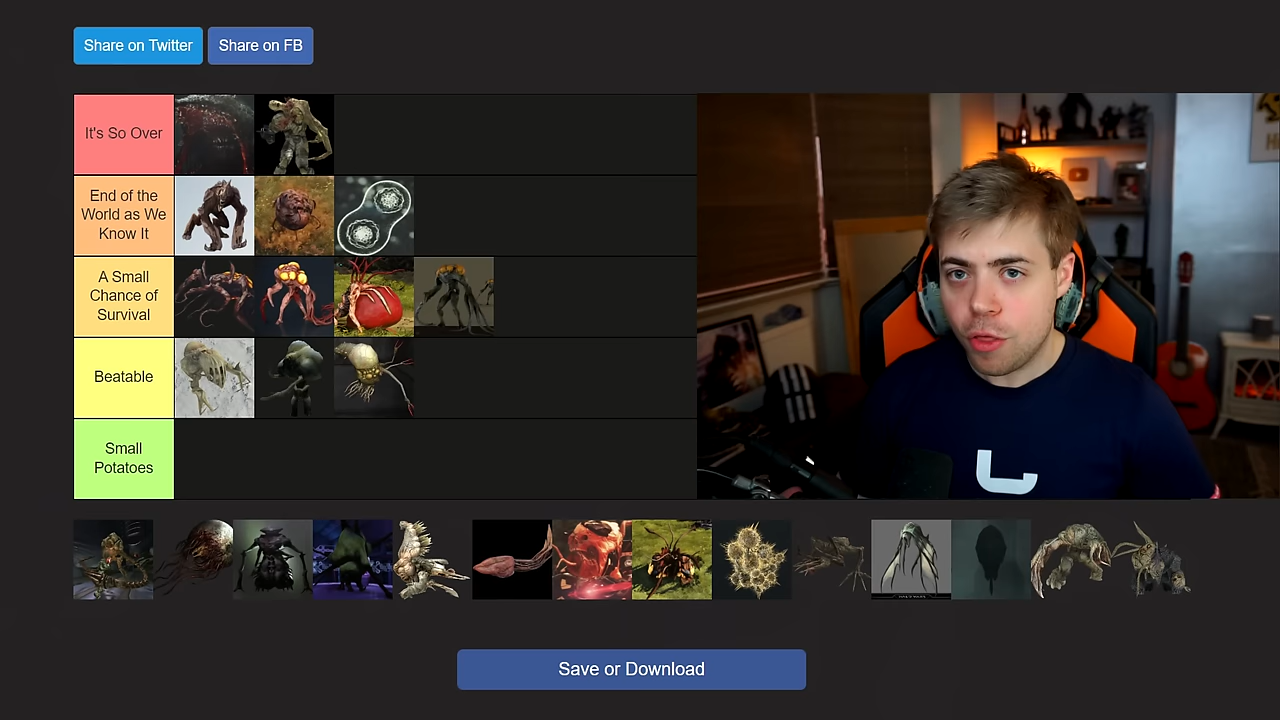 Share on Twitter
Share on FB
It's So Over
End of the
World as We
Know It
A Small
Chance of
Survival
Beatable
Small
Potatoes
Save or Download